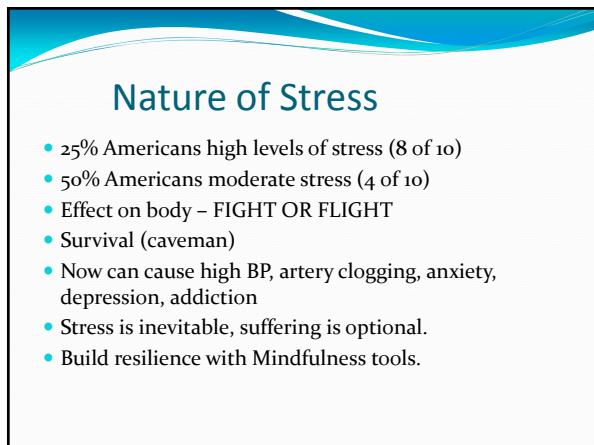 Nature of Stress
• 25% Americans high levels of stress (8 of 10)
• 50% Americans moderate stress (4 of 10)
• Effect on body – FIGHT OR FLIGHT
• Survival (caveman)
• Now can cause high BP, artery clogging, anxiety,
depression, addiction
• Stress is inevitable, suffering is optional.
• Build resilience with Mindfulness tools.